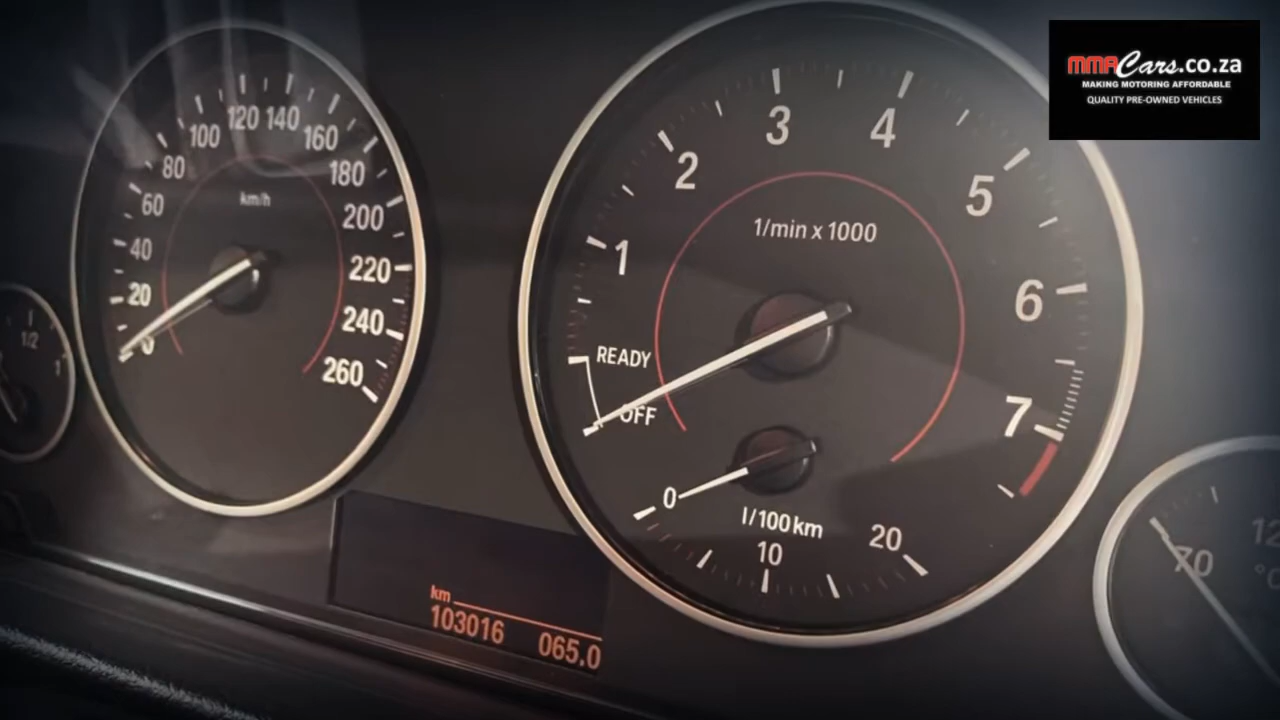 MMACars.co.za
MAKING MOTORING AFFORDABLE
QUALITY PRE-OWNED VEHICLES
0
20
40
60
80
100
120
140
160
180
200
220
240
260
km/h
1/2
1
OFF
READY
1
2
3
4
5
6
7
1/min x 1000
0
10
20
l/100 km
70
°C
km
103016 065.0